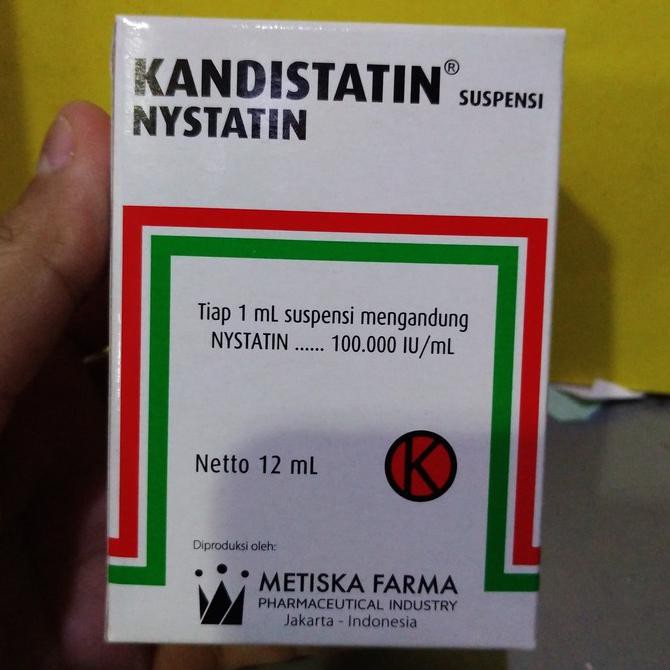 KANDISTATIN® SUSPENSI
NYSTATIN
Tiap 1 mL suspensi mengandung
NYSTATIN ...... 100.000 IU/mL
Netto 12 mL
K
Diproduksi oleh:
METISKA FARMA
PHARMACEUTICAL INDUSTRY
Jakarta - Indonesia